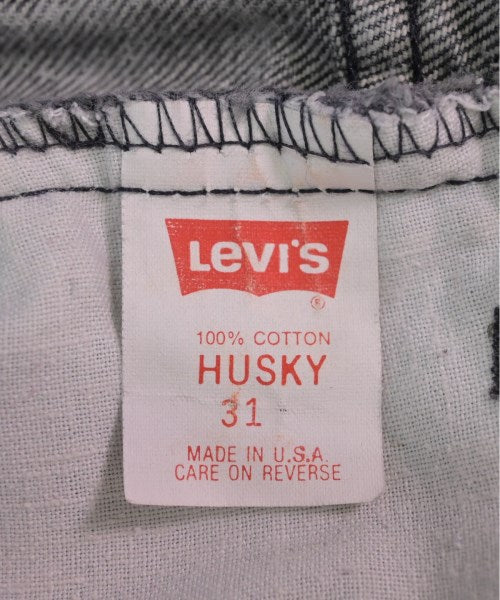 Levi's
®
100% COTTON
HUSKY
31
MADE IN U.S.A.
CARE ON REVERSE